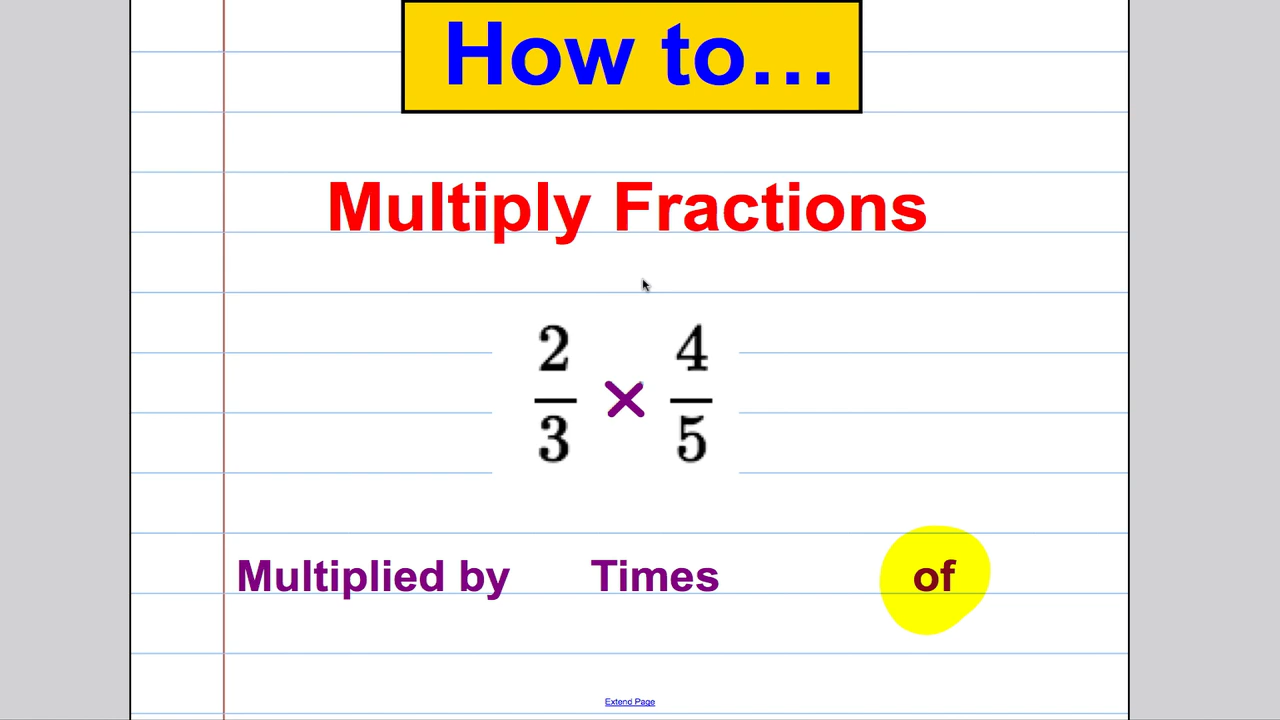 How to…
Multiply Fractions
2/3 × 4/5
Multiplied by Times of
Extend Page